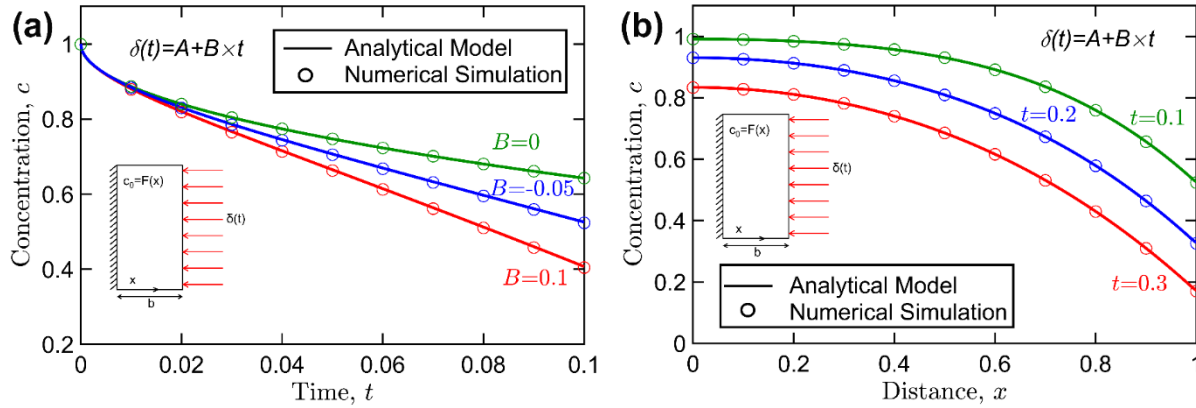 (a)
δ(t)=A+B×t
Analytical Model
Numerical Simulation
B=0
B=-0.05
B=0.1
c₀=F(x)
δ(t)
x
b
Concentration, c
1
0.8
0.6
0.4
0.2
0
0.02
0.04
0.06
0.08
0.1
Time, t
(b)
δ(t)=A+B×t
c₀=F(x)
δ(t)
x
b
t=0.1
t=0.2
t=0.3
Analytical Model
Numerical Simulation
Concentration, c
1
0.8
0.6
0.4
0.2
0
0
0.2
0.4
0.6
0.8
1
Distance, x